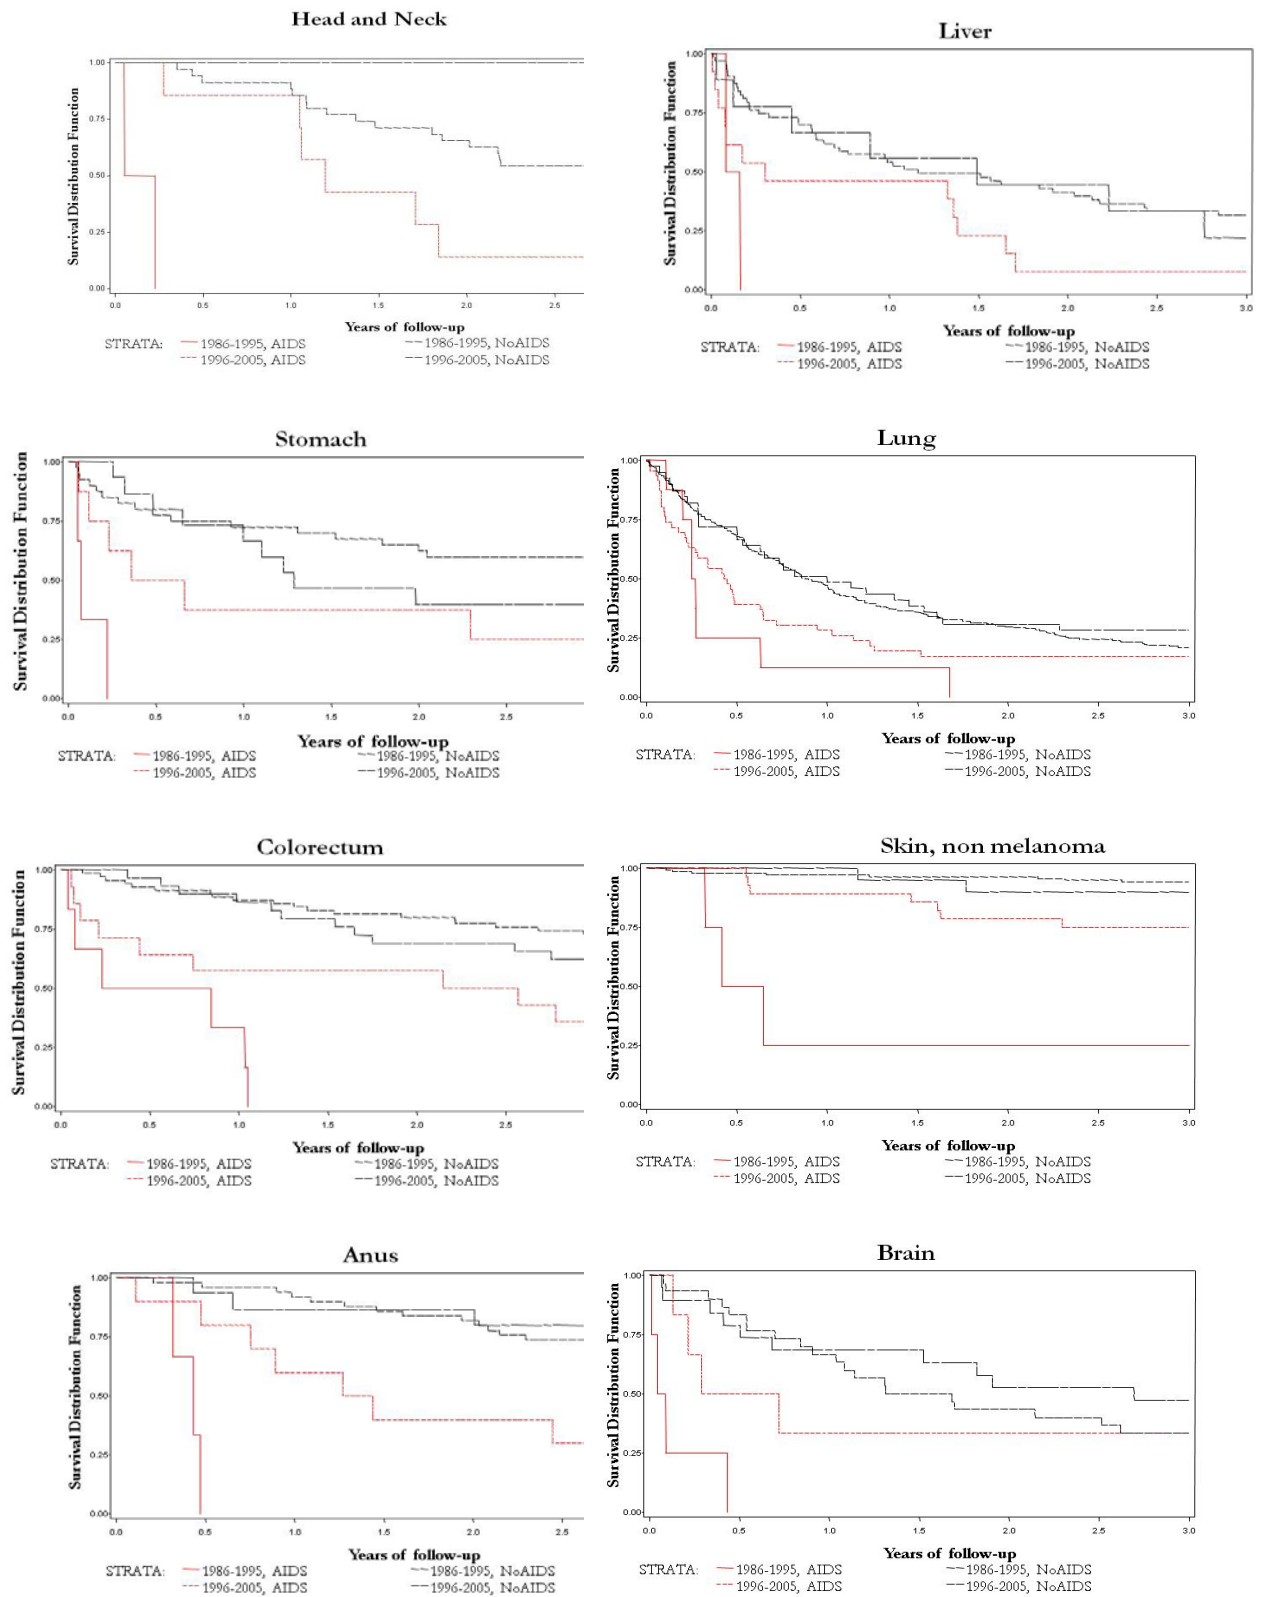 Head and Neck
Survival Distribution Function
1.00
0.75
0.50
0.25
0.00
0.0 0.5 1.0 1.5 2.0 2.5
Years of follow-up
STRATA: 1986-1995, AIDS 1986-1995, NoAIDS
1996-2005, AIDS 1996-2005, NoAIDS
Liver
Survival Distribution Function
1.00
0.75
0.50
0.25
0.00
0.0 0.5 1.0 1.5 2.0 2.5 3.0
Years of follow-up
STRATA: 1986-1995, AIDS 1986-1995, NoAIDS
1996-2005, AIDS 1996-2005, NoAIDS
Stomach
Survival Distribution Function
1.00
0.75
0.50
0.25
0.00
0.0 0.5 1.0 1.5 2.0 2.5
Years of follow-up
STRATA: 1986-1995, AIDS 1986-1995, NoAIDS
1996-2005, AIDS 1996-2005, NoAIDS
Lung
Survival Distribution Function
1.00
0.75
0.50
0.25
0.00
0.0 0.5 1.0 1.5 2.0 2.5 3.0
Years of follow-up
STRATA: 1986-1995, AIDS 1986-1995, NoAIDS
1996-2005, AIDS 1996-2005, NoAIDS
Colorectum
Survival Distribution Function
1.00
0.75
0.50
0.25
0.00
0.0 0.5 1.0 1.5 2.0 2.5
Years of follow-up
STRATA: 1986-1995, AIDS 1986-1995, NoAIDS
1996-2005, AIDS 1996-2005, NoAIDS
Skin, non melanoma
Survival Distribution Function
1.00
0.75
0.50
0.25
0.00
0.0 0.5 1.0 1.5 2.0 2.5 3.0
Years of follow-up
STRATA: 1986-1995, AIDS 1986-1995, NoAIDS
1996-2005, AIDS 1996-2005, NoAIDS
Anus
Survival Distribution Function
1.00
0.75
0.50
0.25
0.00
0.0 0.5 1.0 1.5 2.0 2.5
Years of follow-up
STRATA: 1986-1995, AIDS 1986-1995, NoAIDS
1996-2005, AIDS 1996-2005, NoAIDS
Brain
Survival Distribution Function
1.00
0.75
0.50
0.25
0.00
0.0 0.5 1.0 1.5 2.0 2.5 3.0
Years of follow-up
STRATA: 1986-1995, AIDS 1986-1995, NoAIDS
1996-2005, AIDS 1996-2005, NoAIDS